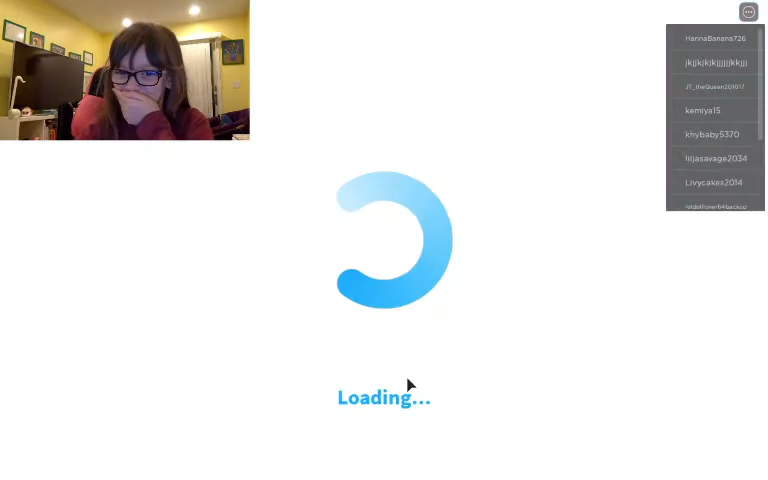 HannaBanana726
jkjjkjkjkjjjjjjkkjjj
JT_theQueen201017
kemiya15
khybaby5370
liljasavage2034
Livycakes2014
Loading...